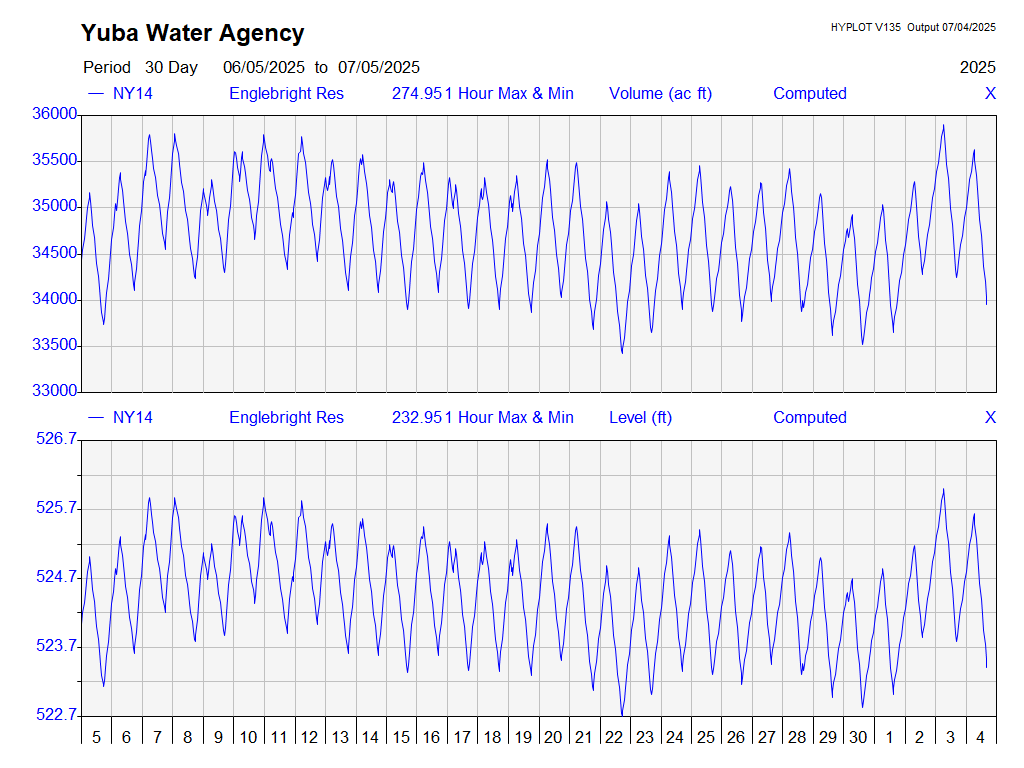 Yuba Water Agency
HYPLOT V135 Output 07/04/2025
Period 30 Day 06/05/2025 to 07/05/2025 2025
NY14 Englebright Res 274.951 Hour Max & Min Volume (ac ft) Computed X
36000
35500
35000
34500
34000
33500
33000
NY14 Englebright Res 232.951 Hour Max & Min Level (ft) Computed X
526.7
525.7
524.7
523.7
522.7
5 6 7 8 9 10 11 12 13 14 15 16 17 18 19 20 21 22 23 24 25 26 27 28 29 30 1 2 3 4